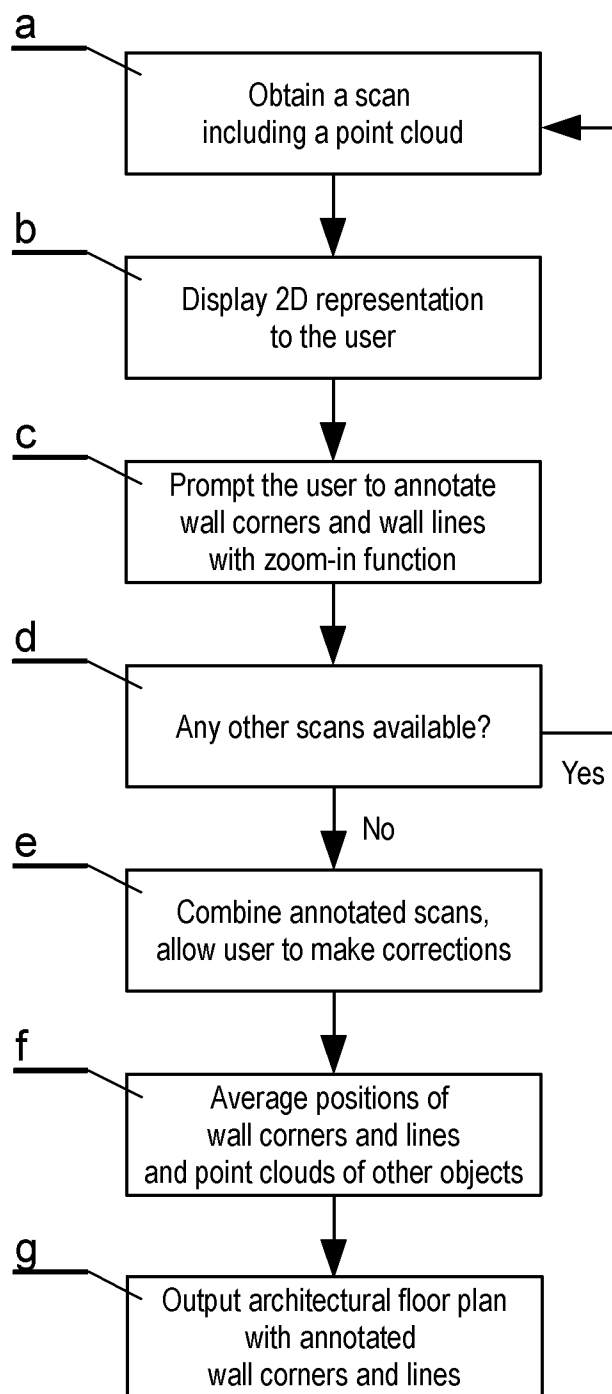 a
Obtain a scan
including a point cloud
b
Display 2D representation
to the user
c
Prompt the user to annotate
wall corners and wall lines
with zoom-in function
d
Any other scans available?
Yes
No
e
Combine annotated scans,
allow user to make corrections
f
Average positions of
wall corners and lines
and point clouds of other objects
g
Output architectural floor plan
with annotated
wall corners and lines